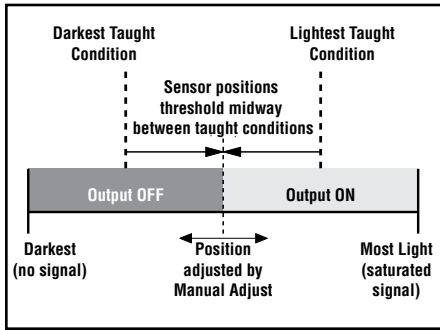 Darkest Taught
Condition
Lightest Taught
Condition
Sensor positions
threshold midway
between taught conditions
Output OFF
Output ON
Darkest
(no signal)
Position
adjusted by
Manual Adjust
Most Light
(saturated
signal)